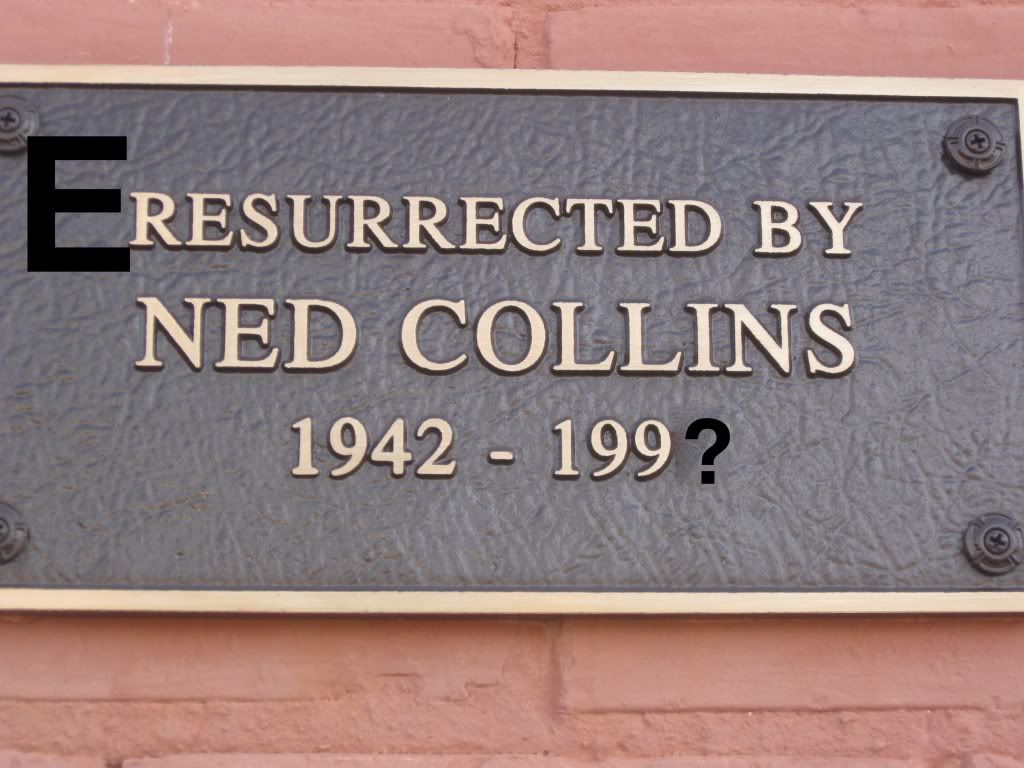 ERESURRECTED BY
NED COLLINS
1942 - 199?